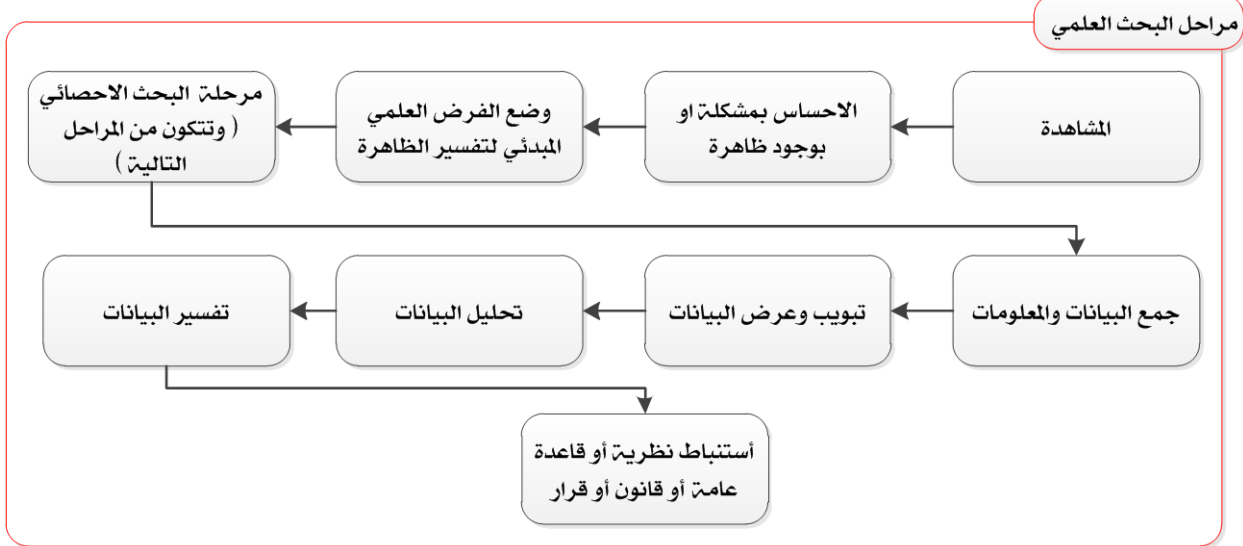 مراحل البحث العلمي
المشاهدة
الاحساس بمشكلة او
بوجود ظاهرة
وضع الفرض العلمي
المبدئي لتفسير الظاهرة
مرحلة البحث الاحصائي
( وتتكون من المراحل
التالية )
جمع البيانات والمعلومات
تبويب وعرض البيانات
تحليل البيانات
تفسير البيانات
أستنباط نظرية أو قاعدة
عامة أو قانون أو قرار